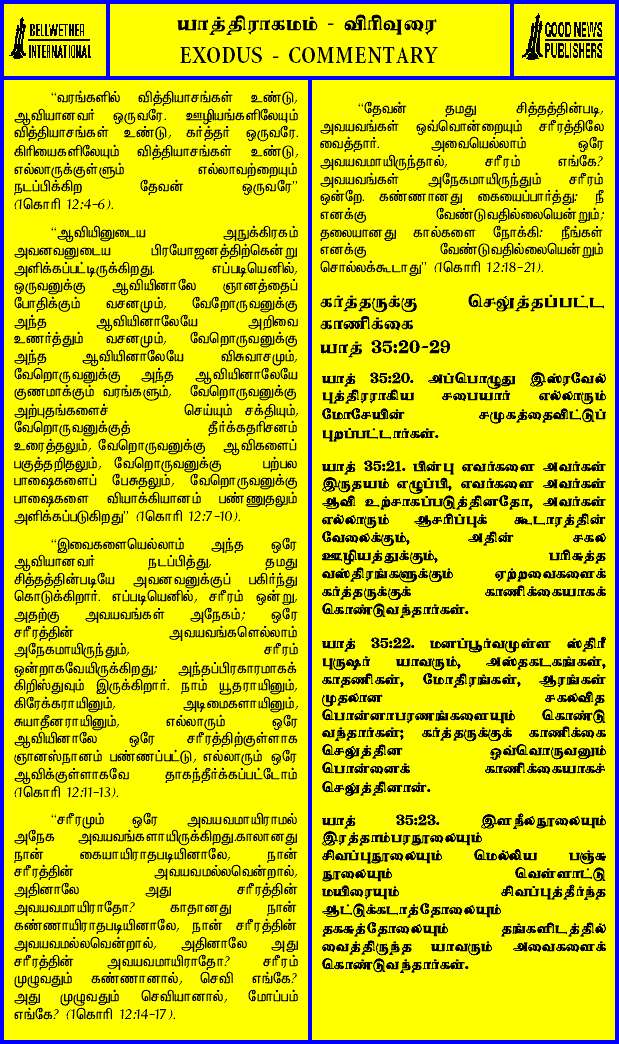 BELLWETHER
INTERNATIONAL
யாத்திராகமம் - விரிவுரை
EXODUS - COMMENTARY
GOOD NEWS
PUBLISHERS
“வரங்களில் வித்தியாசங்கள் உண்டு,
ஆவியானவர் ஒருவரே. ஊழியங்களிலேயும்
வித்தியாசங்கள் உண்டு, கர்த்தர் ஒருவரே.
கிரியைகளிலேயும் வித்தியாசங்கள் உண்டு,
எல்லாருக்குள்ளும் எல்லாவற்றையும்
நடப்பிக்கிற தேவன் ஒருவரே”
(1கொரி 12:4-6).
“ஆவியினுடைய அநுக்கிரகம்
அவனவனுடைய பிரயோஜனத்திற்கென்று
அளிக்கப்பட்டிருக்கிறது. எப்படியெனில்,
ஒருவனுக்கு ஆவியினாலே ஞானத்தைப்
போதிக்கும் வசனமும், வேறொருவனுக்கு
அந்த ஆவியினாலேயே அறிவை
உணர்த்தும் வசனமும், வேறொருவனுக்கு
அந்த ஆவியினாலேயே விசுவாசமும்,
வேறொருவனுக்கு அந்த ஆவியினாலேயே
குணமாக்கும் வரங்களும், வேறொருவனுக்கு
அற்புதங்களைச் செய்யும் சக்தியும்,
வேறொருவனுக்குத் தீர்க்கதரிசனம்
உரைத்தலும், வேறொருவனுக்கு ஆவிகளைப்
பகுத்தறிதலும், வேறொருவனுக்கு பற்பல
பாஷைகளைப் பேசுதலும், வேறொருவனுக்கு
பாஷைகளை வியாக்கியானம் பண்ணுதலும்
அளிக்கப்படுகிறது” (1கொரி 12:7-10).
“இவைகளையெல்லாம் அந்த ஒரே
ஆவியானவர் நடப்பித்து, தமது
சித்தத்தின்படியே அவனவனுக்குப் பகிர்ந்து
கொடுக்கிறார். எப்படியெனில், சரீரம் ஒன்று,
அதற்கு அவயவங்கள் அநேகம்; ஒரே
சரீரத்தின் அவயவங்களெல்லாம்
அநேகமாயிருந்தும், சரீரம்
ஒன்றாகவேயிருக்கிறது; அந்தப்பிரகாரமாகக்
கிறிஸ்துவும் இருக்கிறார். நாம் யூதராயினும்,
கிரேக்கராயினும், அடிமைகளாயினும்,
சுயாதீனராயினும், எல்லாரும் ஒரே
ஆவியினாலே ஒரே சரீரத்திற்குள்ளாக
ஞானஸ்நானம் பண்ணப்பட்டு, எல்லாரும் ஒரே
ஆவிக்குள்ளாகவே தாகந்தீர்க்கப்பட்டோம்
(1கொரி 12:11-13).
“சரீரமும் ஒரே அவயவமாயிராமல்
அநேக அவயவங்களாயிருக்கிறது.காலானது
நான் கையாயிராதபடியினாலே, நான்
சரீரத்தின் அவயவமல்லவென்றால்,
அதினாலே அது சரீரத்தின்
அவயவமாயிராதோ? காதானது நான்
கண்ணாயிராதபடியினாலே, நான் சரீரத்தின்
அவயவமல்லவென்றால், அதினாலே அது
சரீரத்தின் அவயவமாயிராதோ? சரீரம்
முழுவதும் கண்ணானால், செவி எங்கே?
அது முழுவதும் செவியானால், மோப்பம்
எங்கே? (1கொரி 12:14-17).
“தேவன் தமது சித்தத்தின்படி,
அவயவங்கள் ஒவ்வொன்றையும் சரீரத்திலே
வைத்தார். அவையெல்லாம் ஒரே
அவயவமாயிருந்தால், சரீரம் எங்கே?
அவயவங்கள் அநேகமாயிருந்தும் சரீரம்
ஒன்றே. கண்ணானது கையைப்பார்த்து: நீ
எனக்கு வேண்டுவதில்லையென்றும்;
தலையானது கால்களை நோக்கி: நீங்கள்
எனக்கு வேண்டுவதில்லையென்றும்
சொல்லக்கூடாது” (1கொரி 12:18-21).
கர்த்தருக்கு செலுத்தப்பட்ட
காணிக்கை
யாத் 35:20-29
யாத் 35:20. அப்பொழுது இஸ்ரவேல்
புத்திரராகிய சபையார் எல்லாரும்
மோசேயின் சமுகத்தைவிட்டுப்
புறப்பட்டார்கள்.
யாத் 35:21. பின்பு எவர்களை அவர்கள்
இருதயம் எழுப்பி, எவர்களை அவர்கள்
ஆவி உற்சாகப்படுத்தினதோ, அவர்கள்
எல்லாரும் ஆசரிப்புக் கூடாரத்தின்
வேலைக்கும், அதின் சகல
ஊழியத்துக்கும், பரிசுத்த
வஸ்திரங்களுக்கும் ஏற்றவைகளைக்
கர்த்தருக்குக் காணிக்கையாகக்
கொண்டுவந்தார்கள்.
யாத் 35:22. மனப்பூர்வமுள்ள ஸ்திரீ
புருஷர் யாவரும், அஸ்தகடகங்கள்,
காதணிகள், மோதிரங்கள், ஆரங்கள்
முதலான சகலவித
பொன்னாபரணங்களையும் கொண்டு
வந்தார்கள்; கர்த்தருக்குக் காணிக்கை
செலுத்தின ஒவ்வொருவனும்
பொன்னைக் காணிக்கையாகச்
செலுத்தினான்.
யாத் 35:23. இளநீலநூலையும்
இரத்தாம்பரநூலையும்
சிவப்புநூலையும் மெல்லிய பஞ்சு
நூலையும் வெள்ளாட்டு
மயிரையும் சிவப்புத்தீர்ந்த
ஆட்டுக்கடாத்தோலையும்
தகசுத்தோலையும் தங்களிடத்தில்
வைத்திருந்த யாவரும் அவைகளைக்
கொண்டுவந்தார்கள்.